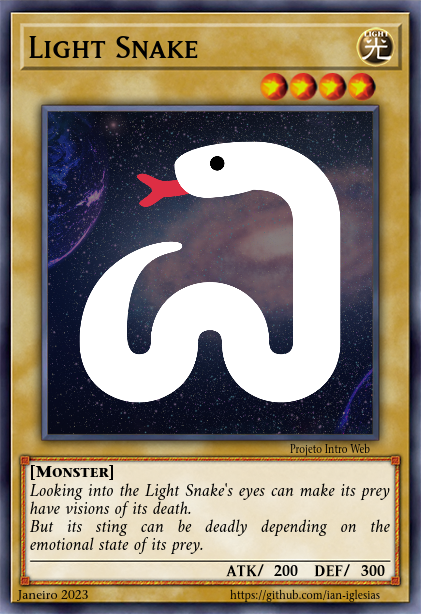 LIGHT SNAKE
LIGHT
光
Projeto Intro Web
[MONSTER]
Looking into the Light Snake's eyes can make its prey
have visions of its death.
But its sting can be deadly depending on the
emotional state of its prey.
ATK/ 200 DEF/ 300
Janeiro 2023 https://github.com/ian-iglesias